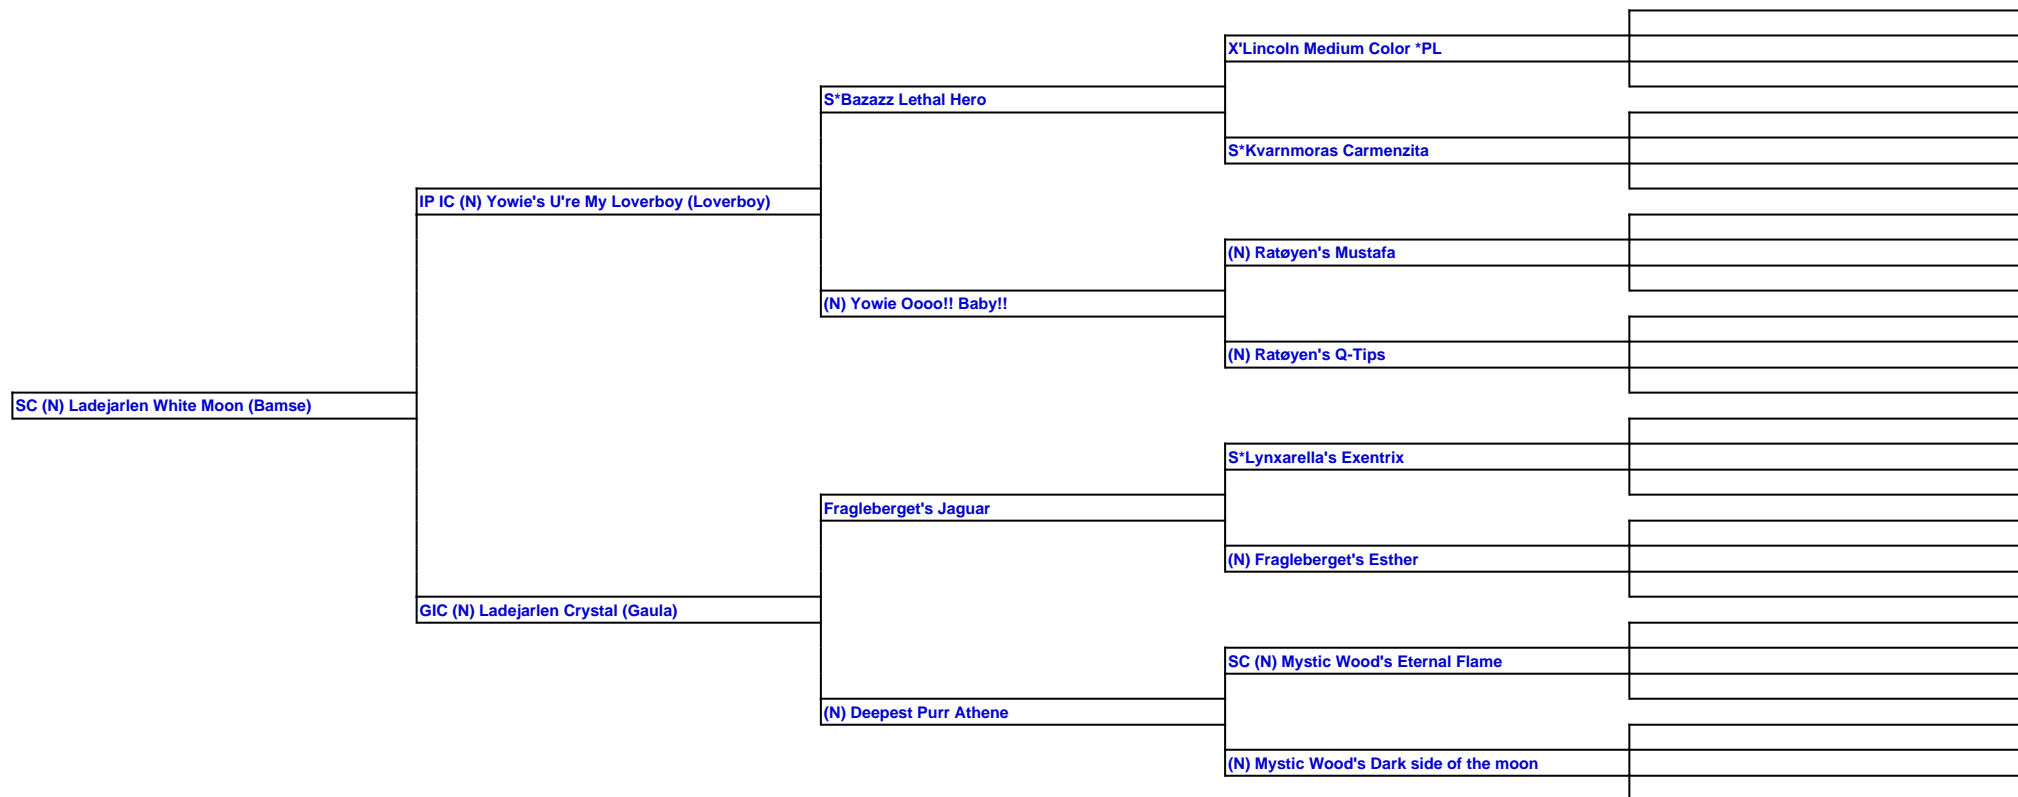 X'Lincoln Medium Color *PL
S*Bazazz Lethal Hero
S*Kvarnmoras Carmenzita
IP IC (N) Yowie's U're My Loverboy (Loverboy)
(N) Ratøyen's Mustafa
(N) Yowie Oooo!! Baby!!
(N) Ratøyen's Q-Tips
SC (N) Ladejarlen White Moon (Bamse)
S*Lynxarella's Exentrix
Fragleberget's Jaguar
(N) Fragleberget's Esther
GIC (N) Ladejarlen Crystal (Gaula)
SC (N) Mystic Wood's Eternal Flame
(N) Deepest Purr Athene
(N) Mystic Wood's Dark side of the moon